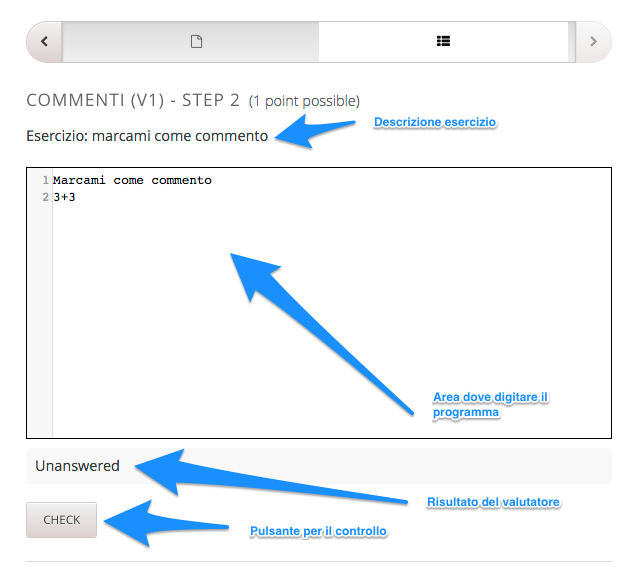 COMMENTI (V1) - STEP 2 (1 point possible)
Descrizione esercizio
Esercizio: marcami come commento
1 Marcami come commento
2 3+3
Area dove digitare il
programma
Unanswered
Risultato del valutatore
CHECK
Pulsante per il controllo